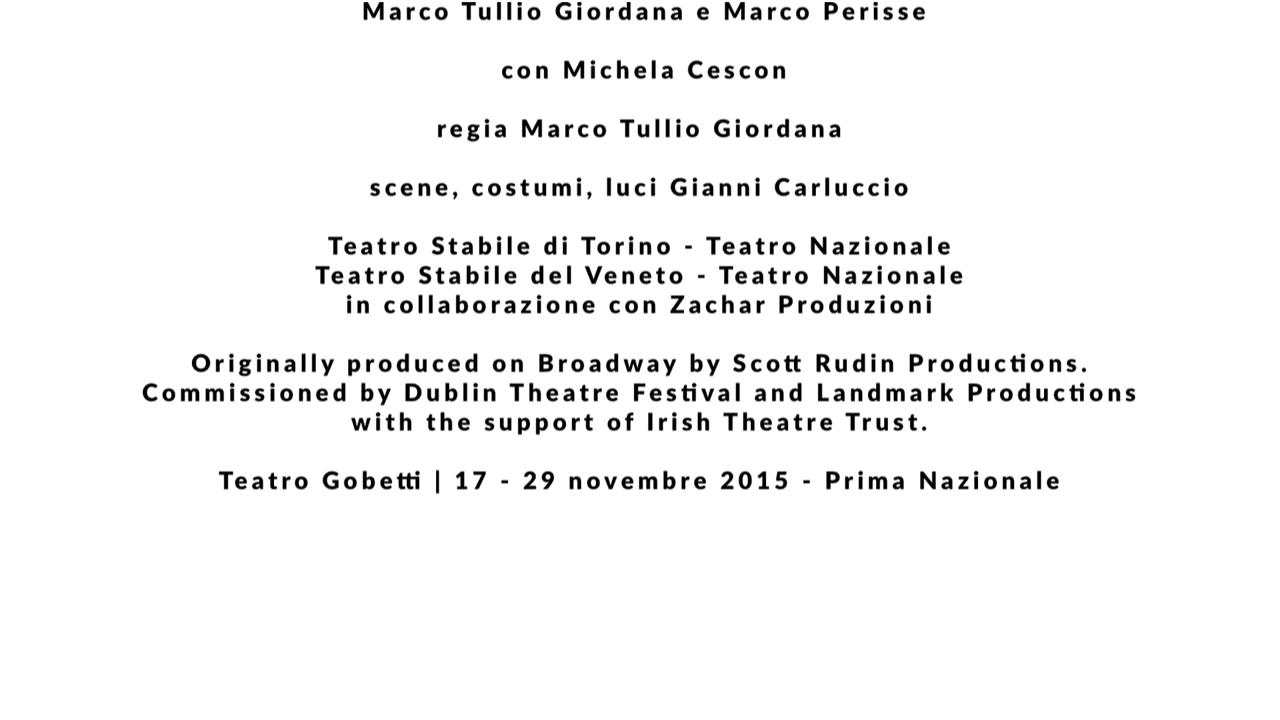 Marco Tullio Giordana e Marco Perisse
con Michela Cescon
regia Marco Tullio Giordana
scene, costumi, luci Gianni Carluccio
Teatro Stabile di Torino - Teatro Nazionale
Teatro Stabile del Veneto - Teatro Nazionale
in collaborazione con Zachar Produzioni
Originally produced on Broadway by Scott Rudin Productions.
Commissioned by Dublin Theatre Festival and Landmark Productions
with the support of Irish Theatre Trust.
Teatro Gobetti | 17 - 29 novembre 2015 - Prima Nazionale